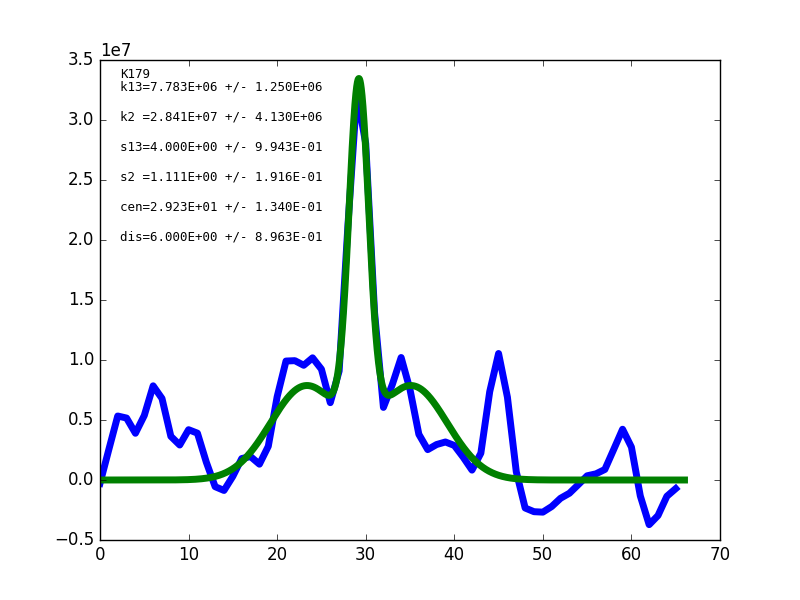 1e7
3.5
3.0
2.5
2.0
1.5
1.0
0.5
0.0
−0.5
K179
k13=7.783E+06 +/- 1.250E+06
k2 =2.841E+07 +/- 4.130E+06
s13=4.000E+00 +/- 9.943E-01
s2 =1.111E+00 +/- 1.916E-01
cen=2.923E+01 +/- 1.340E-01
dis=6.000E+00 +/- 8.963E-01
0 10 20 30 40 50 60 70